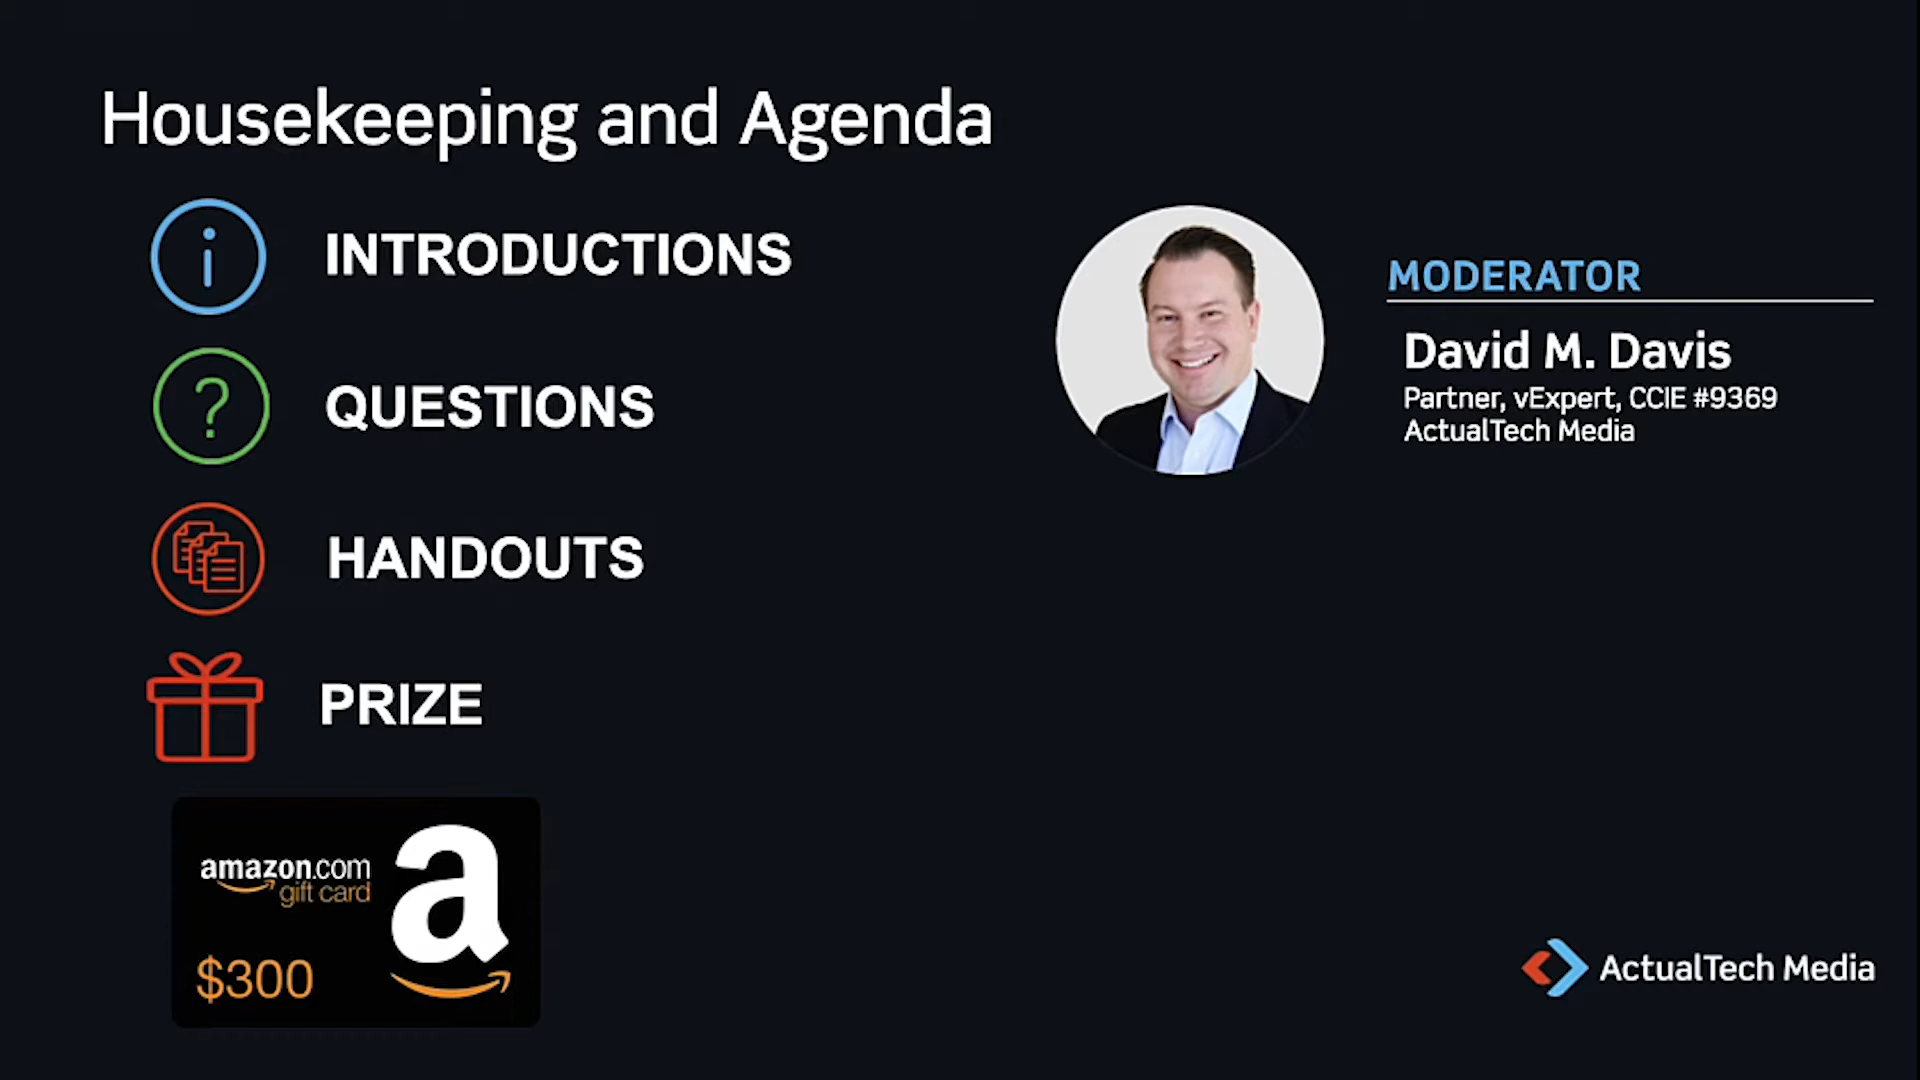 Housekeeping and Agenda
INTRODUCTIONS
QUESTIONS
HANDOUTS
PRIZE
amazon.com
gift card
a
$300
MODERATOR
David M. Davis
Partner, vExpert, CCIE #9369
ActualTech Media
ActualTech Media